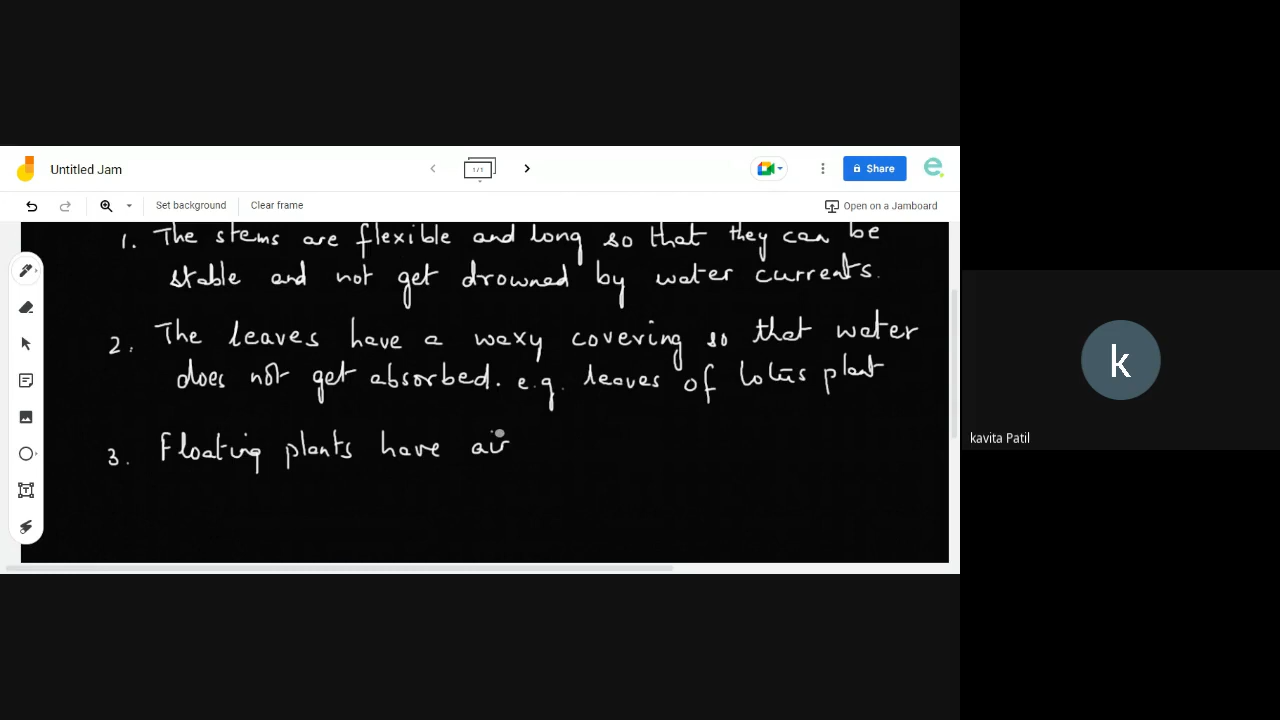 Untitled Jam
1/1
Share
Set background
Clear frame
Open on a Jamboard
1. The stems are flexible and long so that they can be
stable and not get drowned by water currents.
2. The leaves have a waxy covering so that water
does not get absorbed. e.g. leaves of lotus plant
3. Floating plants have air
k
kavita Patil